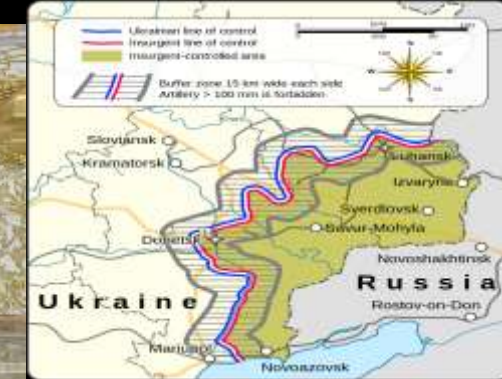 Ukrainian line of control
Insurgent line of control
Insurgent-controlled area
Buffer zone 15 km wide each side
Artillery > 100 mm is forbidden
N
W
E
S
Sloviansk
Kramatorsk
Luhansk
Izvaryne
Sverdlovsk
Savur-Mohyla
Donetsk
Novoshakhtinsk
Russia
Ukraine
Rostov-on-Don
Mariupol
Novoazovsk